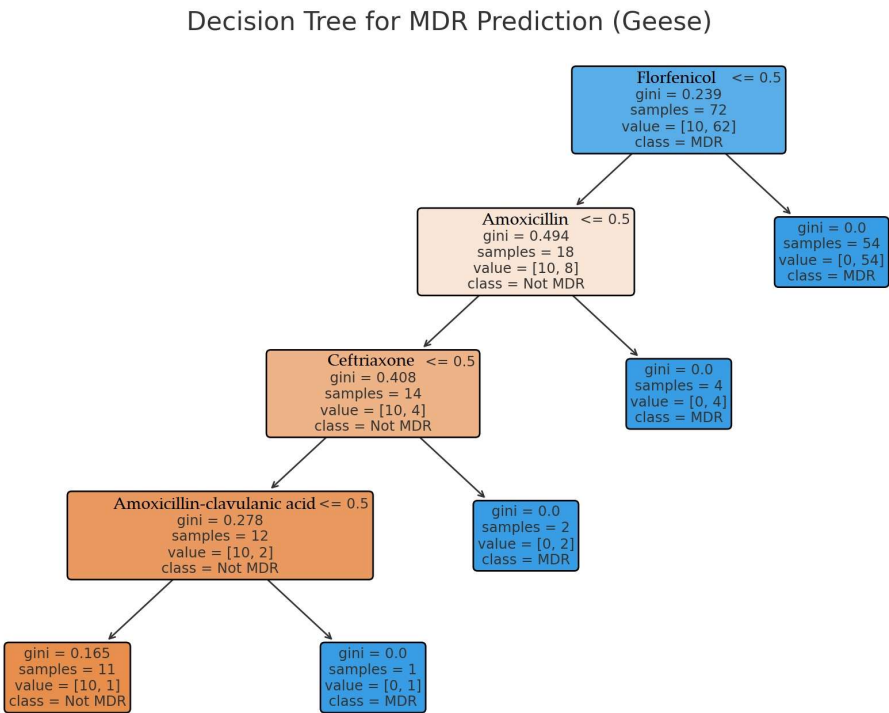 Decision Tree for MDR Prediction (Geese)
Florfenicol <= 0.5
gini = 0.239
samples = 72
value = [10, 62]
class = MDR
Amoxicillin <= 0.5
gini = 0.494
samples = 18
value = [10, 8]
class = Not MDR
gini = 0.0
samples = 54
value = [0, 54]
class = MDR
Ceftriaxone <= 0.5
gini = 0.408
samples = 14
value = [10, 4]
class = Not MDR
gini = 0.0
samples = 4
value = [0, 4]
class = MDR
Amoxicillin-clavulanic acid <= 0.5
gini = 0.278
samples = 12
value = [10, 2]
class = Not MDR
gini = 0.0
samples = 2
value = [0, 2]
class = MDR
gini = 0.165
samples = 11
value = [10, 1]
class = Not MDR
gini = 0.0
samples = 1
value = [0, 1]
class = MDR